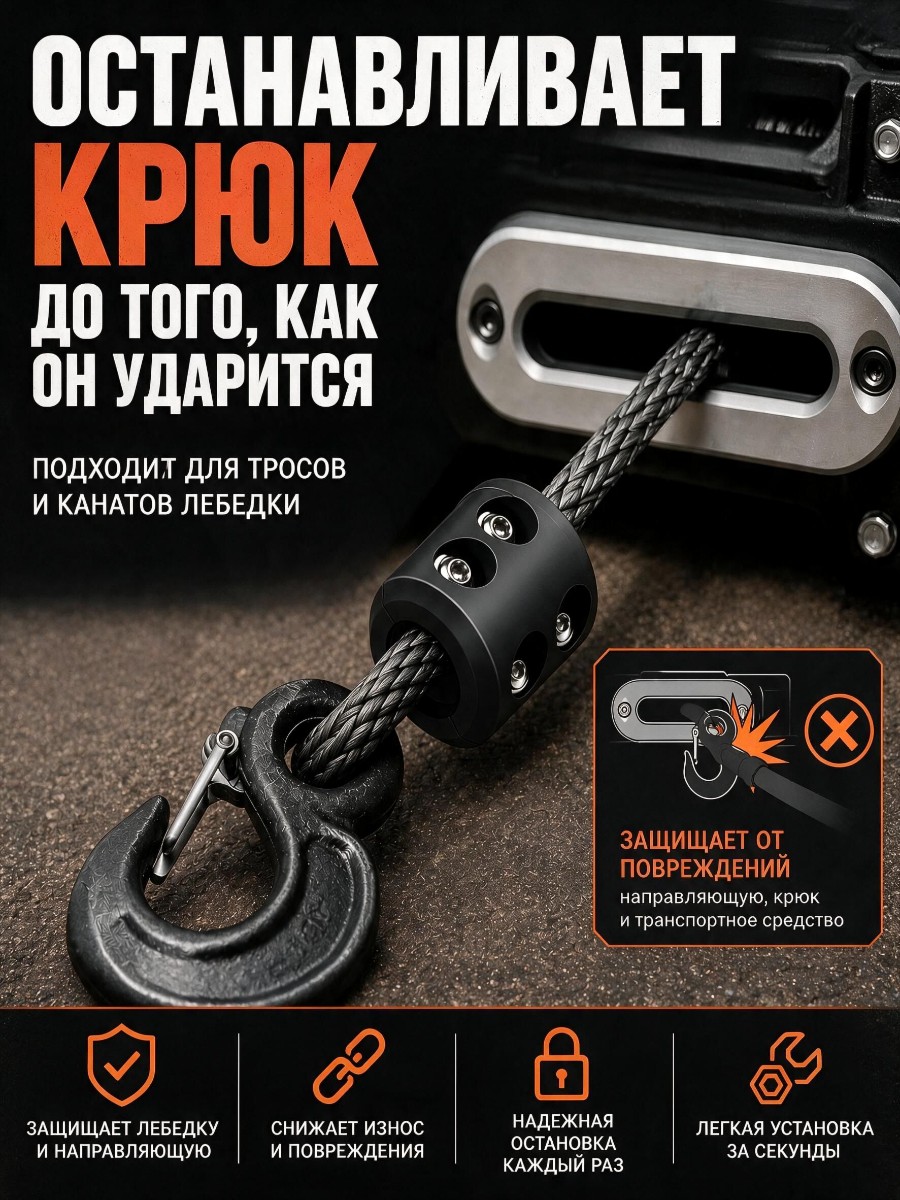 ОСТАНАВЛИВАЕТ
КРЮК
ДО ТОГО, КАК
ОН УДАРИТСЯ
ПОДХОДИТ ДЛЯ ТРОСОВ
И КАНАТОВ ЛЕБЕДКИ
ЗАЩИЩАЕТ ОТ
ПОВРЕЖДЕНИЙ
направляющую, крюк
и транспортное средство
ЗАЩИЩАЕТ ЛЕБЕДКУ
И НАПРАВЛЯЮЩУЮ
СНИЖАЕТ ИЗНОС
И ПОВРЕЖДЕНИЯ
НАДЕЖНАЯ
ОСТАНОВКА
КАЖДЫЙ РАЗ
ЛЕГКАЯ УСТАНОВКА
ЗА СЕКУНДЫ